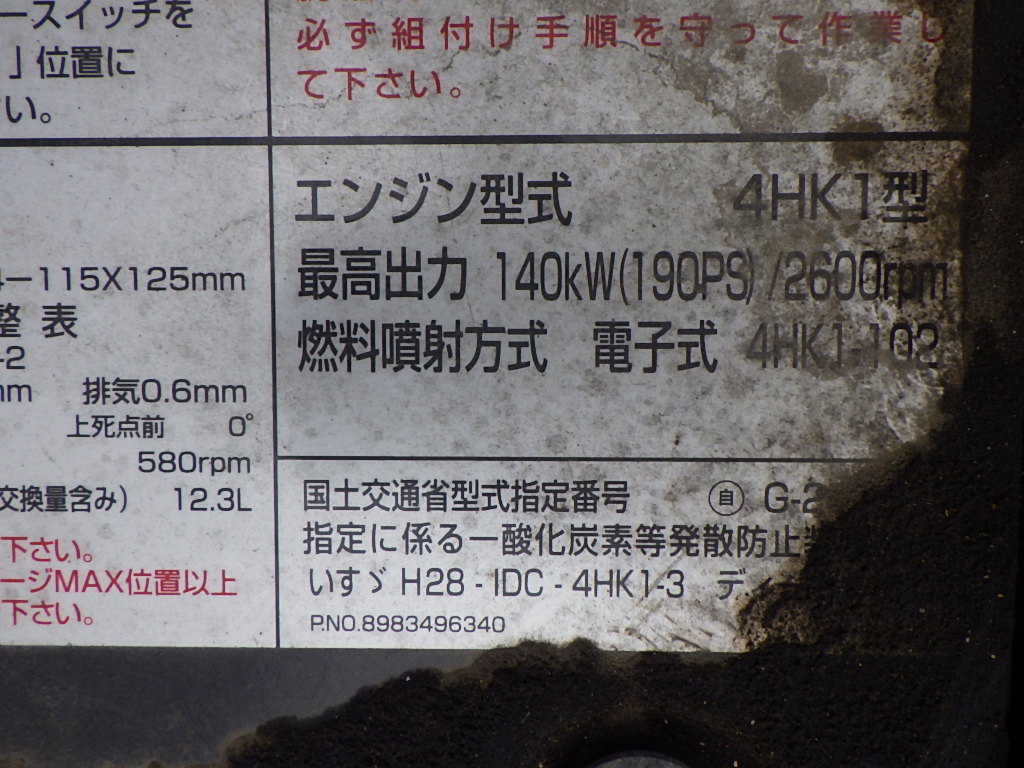 ースイッチを
」位置に
い。
必ず組付け手順を守って作業し
て下さい。
4－115X125mm
整 表
-2
mm 排気0.6mm
上死点前 0°
580rpm
交換量含み) 12.3L
下さい。
ージMAX位置以上
下さい。
エンジン型式 4HK1型
最高出力 140kW(190PS)/2600rpm
燃料噴射方式 電子式 4HK1-102
国土交通省型式指定番号 ㊀自 G-2
指定に係る一酸化炭素等発散防止
いすゞ H28 - IDC - 4HK1-3 デ
P.NO.8983496340